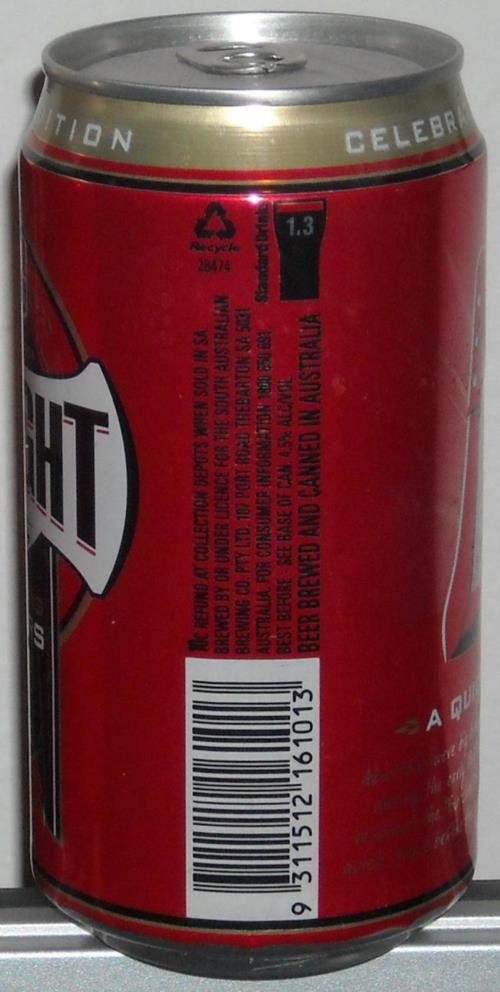 ITION
CELEBRA
Recycle
28474
Standard Drinks
1.3
GHT
S
10c REFUND AT COLLECTION DEPOTS WHEN SOLD IN SA.
BREWED BY OR UNDER LICENCE FOR THE SOUTH AUSTRALIAN
BREWING CO. PTY LTD. 107 PORT ROAD THEBARTON SA 5031
AUSTRALIA. FOR CONSUMER INFORMATION 1800 650 691.
BEST BEFORE - SEE BASE OF CAN 4.5% ALC/VOL
BEER BREWED AND CANNED IN AUSTRALIA
9 311512 161013
A QUI